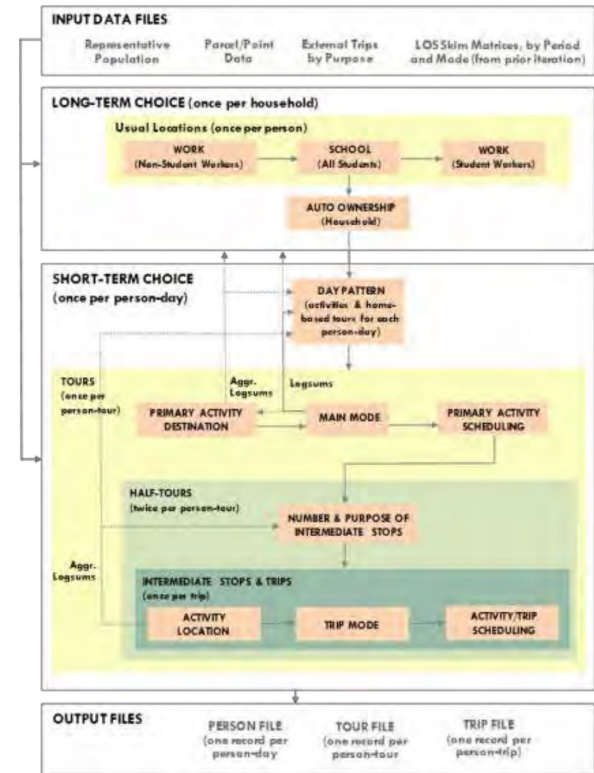 INPUT DATA FILES
Representative
Population
Parcel/Point
Data
External Trips
by Purpose
LOS Skim Matrices, by Period
and Mode (from prior iteration)
LONG-TERM CHOICE (once per household)
Usual Locations (once per person)
WORK
(Non-Student Workers)
SCHOOL
(All Students)
WORK
(Student Workers)
AUTO OWNERSHIP
(Household)
SHORT-TERM CHOICE
(once per person-day)
DAY PATTERN
(activities & home-
based tours for each
person-day)
TOURS
(once per
person-tour)
Aggr.
Logsums
Logsums
PRIMARY ACTIVITY
DESTINATION
MAIN MODE
PRIMARY ACTIVITY
SCHEDULING
HALF-TOURS
(twice per person-tour)
NUMBER & PURPOSE OF
INTERMEDIATE STOPS
Aggr.
Logsums
INTERMEDIATE STOPS & TRIPS
(once per trip)
ACTIVITY
LOCATION
TRIP MODE
ACTIVITY/TRIP
SCHEDULING
OUTPUT FILES
PERSON FILE
(one record per
person-day
TOUR FILE
(one record per
person-tour
TRIP FILE
(one record per
person-trip)